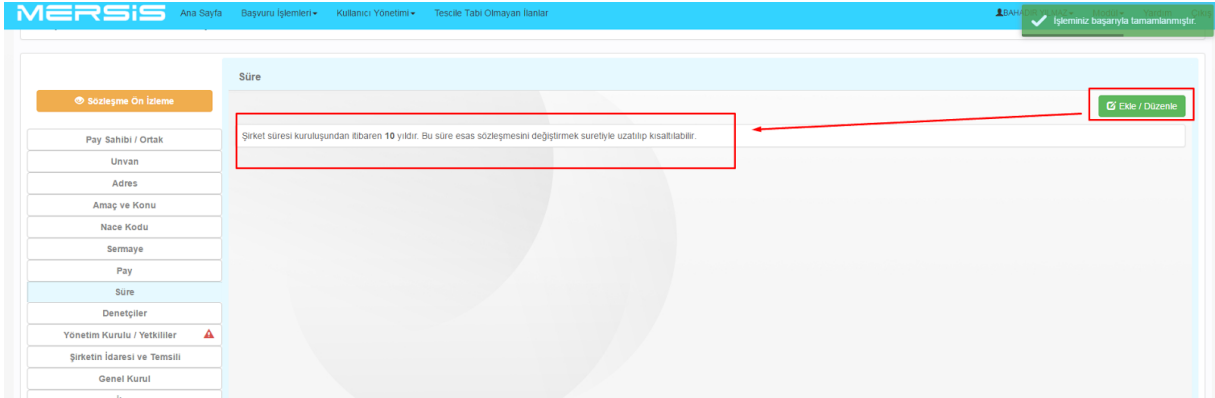 MERSİS Ana Sayfa Başvuru İşlemleri Kullanıcı Yönetimi Tescile Tabi Olmayan İlanlar
İşleminiz başarıyla tamamlanmıştır.
Süre
Sözleşme Ön İzleme
Ekle / Düzenle
Şirket süresi kuruluşundan itibaren 10 yıldır. Bu süre esas sözleşmesini değiştirmek suretiyle uzatılıp kısaltılabilir.
Pay Sahibi / Ortak
Unvan
Adres
Amaç ve Konu
Nace Kodu
Sermaye
Pay
Süre
Denetçiler
Yönetim Kurulu / Yetkililer
Şirketin İdaresi ve Temsili
Genel Kurul